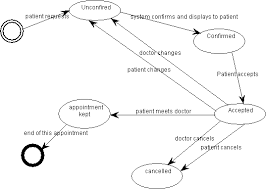 Unconfired
patient requests
system confirms and displays to patient
Confirmed
doctor changes
patient changes
Patient accepts
appointment
kept
patient meets doctor
Accepted
end of this appointment
doctor cancels
patient cancels
cancelled